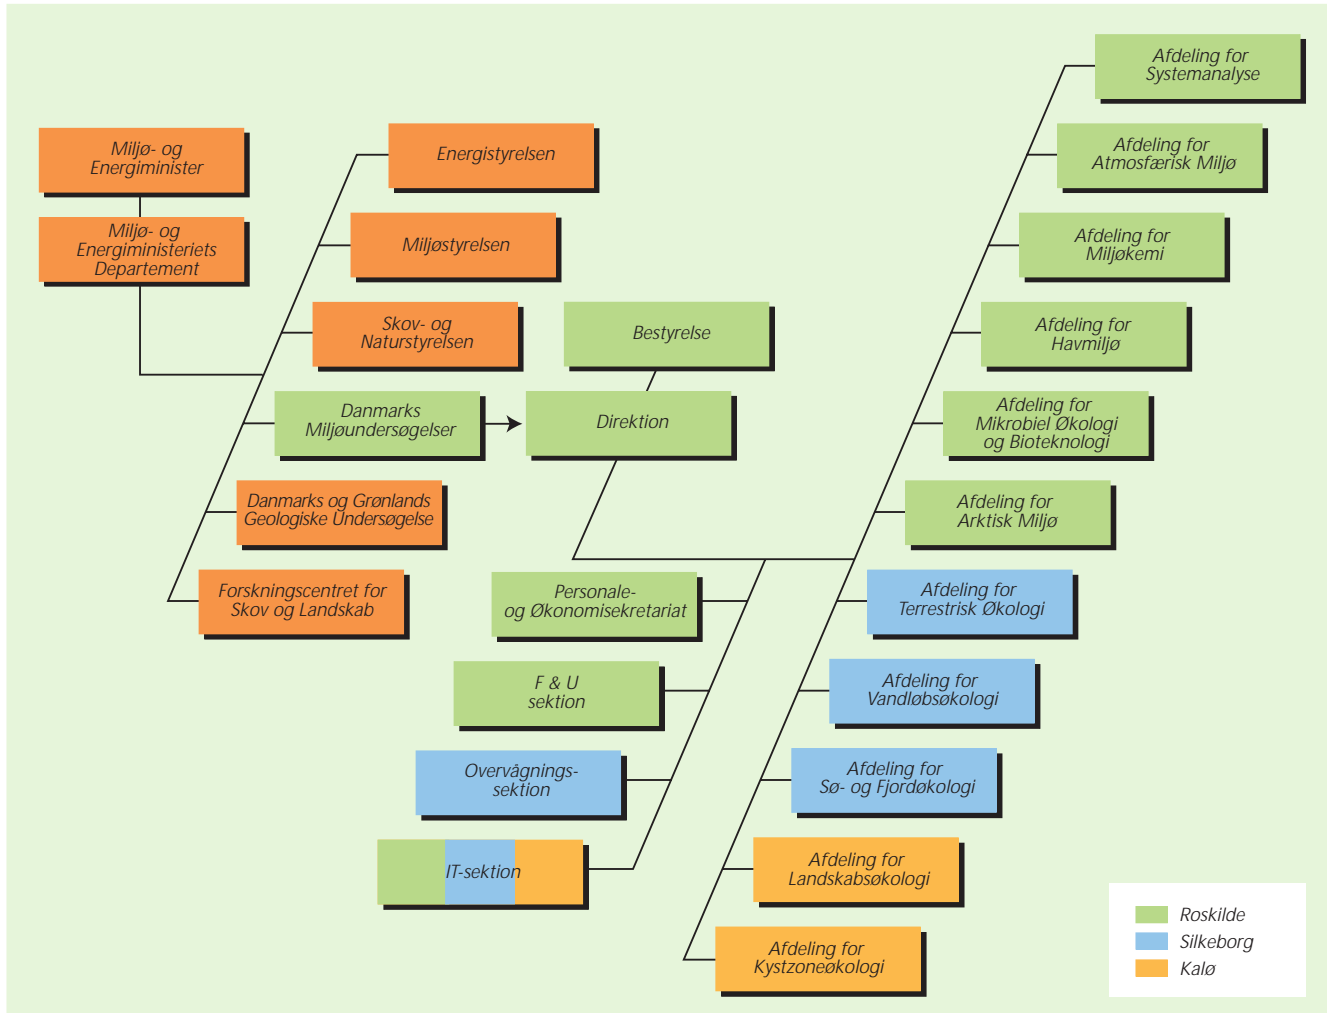 Miljø- og
Energiminister
Miljø- og
Energiministeriets
Departement
Energistyrelsen
Miljøstyrelsen
Skov- og
Naturstyrelsen
Danmarks
Miljøundersøgelser
Danmarks og Grønlands
Geologiske Undersøgelse
Forskningscentret for
Skov og Landskab
Bestyrelse
Direktion
Personale-
og Økonomisekretariat
F & U
sektion
Overvågnings-
sektion
IT-sektion
Afdeling for
Systemanalyse
Afdeling for
Atmosfærisk Miljø
Afdeling for
Miljøkemi
Afdeling for
Havmiljø
Afdeling for
Mikrobiel Økologi
og Bioteknologi
Afdeling for
Arktisk Miljø
Afdeling for
Terrestrisk Økologi
Afdeling for
Vandløbsøkologi
Afdeling for
Sø- og Fjordøkologi
Afdeling for
Landskabsøkologi
Afdeling for
Kystzoneøkologi
Roskilde
Silkeborg
Kalø